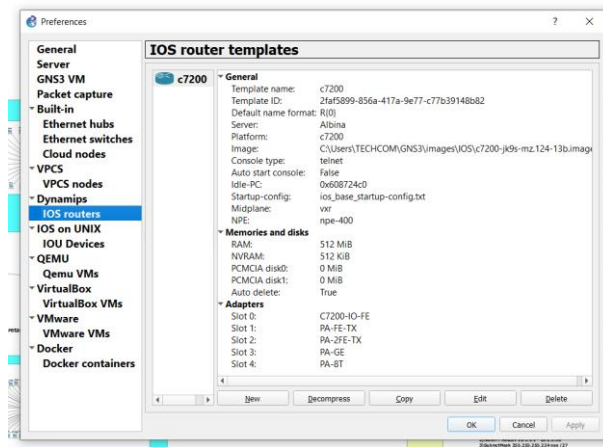 Preferences
General
Server
GNS3 VM
Packet capture
Built-in
Ethernet hubs
Ethernet switches
Cloud nodes
VPCS
VPCS nodes
Dynamips
IOS routers
IOS on UNIX
IOU Devices
QEMU
Qemu VMs
VirtualBox
VirtualBox VMs
VMware
VMware VMs
Docker
Docker containers
IOS router templates
c7200
General
Template name: c7200
Template ID: 2faf5899-856a-417a-9e77-c77b39148b82
Default name format: R{0}
Server: Albina
Platform: c7200
Image: C:\Users\TECHCOM\GNS3\images\IOS\c7200-jk9s-mz.124-13b.image
Console type: telnet
Auto start console: False
Idle-PC: 0x608724c0
Startup-config: ios_base_startup-config.txt
Midplane: vxr
NPE: npe-400
Memories and disks
RAM: 512 MiB
NVRAM: 512 KiB
PCMCIA disk0: 0 MiB
PCMCIA disk1: 0 MiB
Auto delete: True
Adapters
Slot 0: C7200-IO-FE
Slot 1: PA-FE-TX
Slot 2: PA-2FE-TX
Slot 3: PA-GE
Slot 4: PA-8T
New Decompress Copy Edit Delete
OK Cancel Apply